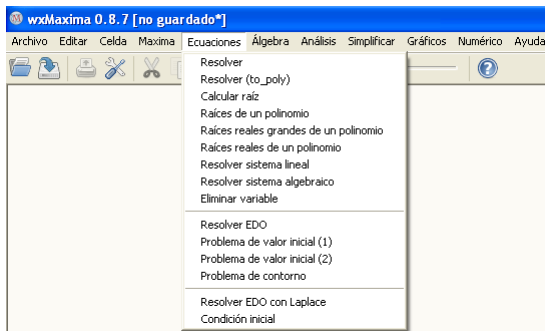 wxMaxima 0.8.7 [no guardado*]
Archivo Editar Celda Maxima Ecuaciones Álgebra Análisis Simplificar Gráficos Numérico Ayuda
Resolver
Resolver (to_poly)
Calcular raíz
Raíces de un polinomio
Raíces reales grandes de un polinomio
Raíces reales de un polinomio
Resolver sistema lineal
Resolver sistema algebraico
Eliminar variable
Resolver EDO
Problema de valor inicial (1)
Problema de valor inicial (2)
Problema de contorno
Resolver EDO con Laplace
Condición inicial